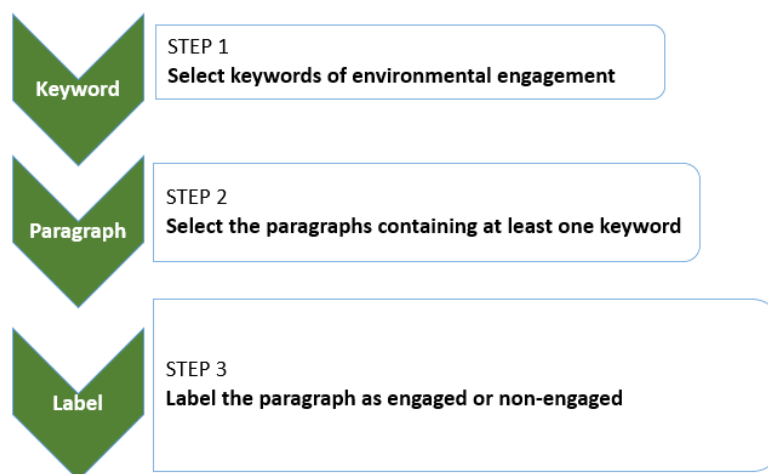 Keyword
STEP 1
Select keywords of environmental engagement
Paragraph
STEP 2
Select the paragraphs containing at least one keyword
Label
STEP 3
Label the paragraph as engaged or non-engaged